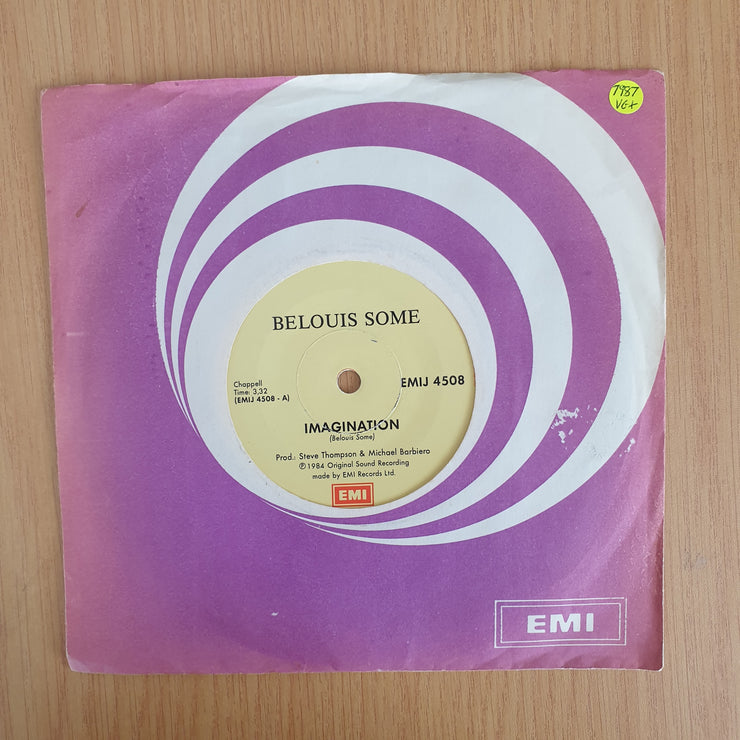 7987
VG+
BELOUIS SOME
Chappell
Time: 3,32
(EMIJ 4508 - A)
EMIJ 4508
IMAGINATION
(Belouis Some)
Prod.: Steve Thompson & Michael Barbiero
℗ 1984 Original Sound Recording
made by EMI Records Ltd.
EMI
EMI